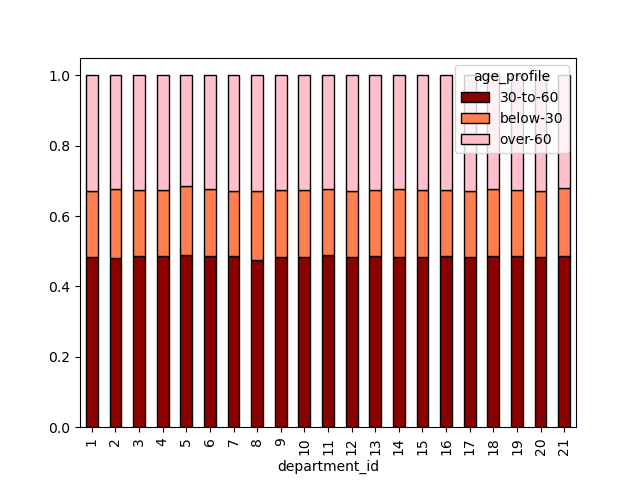 1.0
0.8
0.6
0.4
0.2
0.0
age_profile
30-to-60
below-30
over-60
1 2 3 4 5 6 7 8 9 10 11 12 13 14 15 16 17 18 19 20 21
department_id